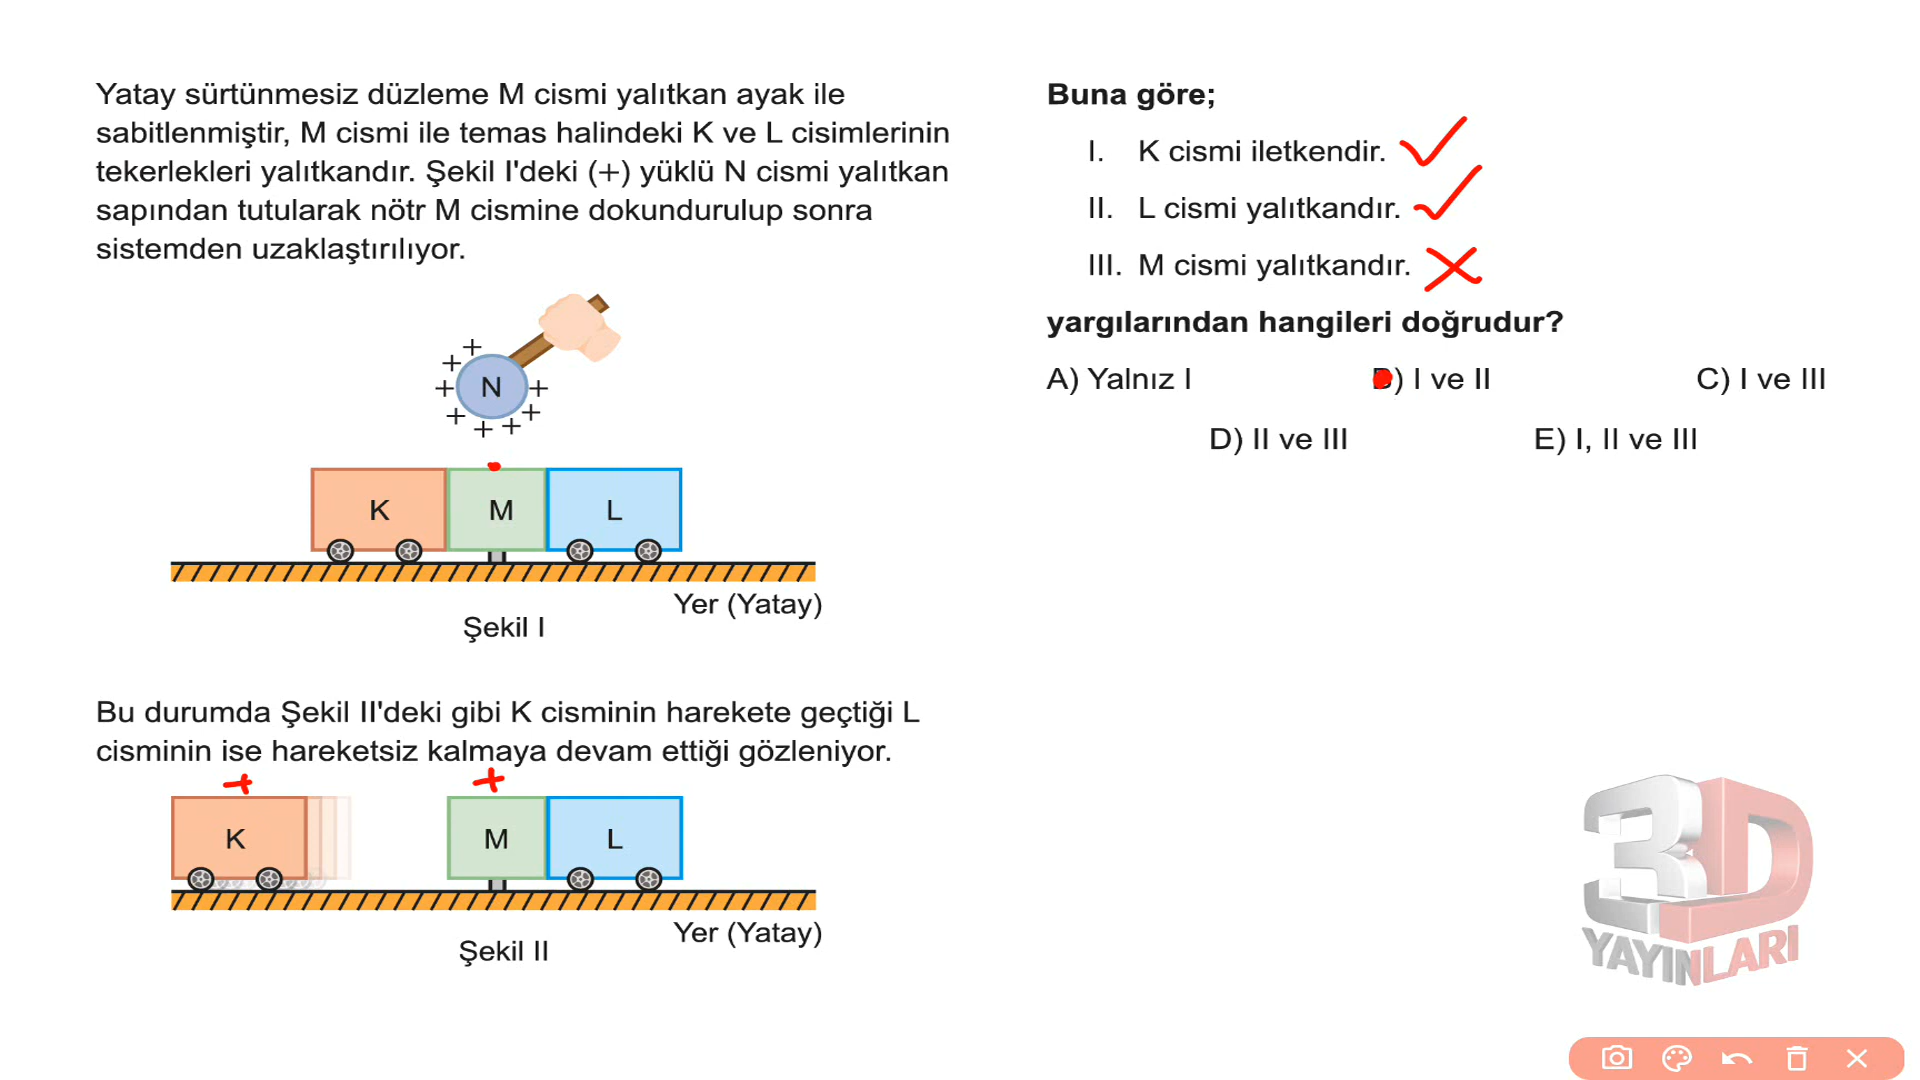 Yatay sürtünmesiz düzleme M cismi yalıtkan ayak ile
sabitlenmiştir, M cismi ile temas halindeki K ve L cisimlerinin
tekerlekleri yalıtkandır. Şekil I'deki (+) yüklü N cismi yalıtkan
sapından tutularak nötr M cismine dokundurulup sonra
sistemden uzaklaştırılıyor.
+ + + + + + + + N
K M L
Yer (Yatay)
Şekil I
Bu durumda Şekil II'deki gibi K cisminin harekete geçtiği L
cisminin ise hareketsiz kalmaya devam ettiği gözleniyor.
+ +
K M L
Yer (Yatay)
Şekil II
Buna göre;
I. K cismi iletkendir.
II. L cismi yalıtkandır.
III. M cismi yalıtkandır.
yargılarından hangileri doğrudur?
A) Yalnız I B) I ve II C) I ve III
D) II ve III E) I, II ve III
3D
YAYINLARI